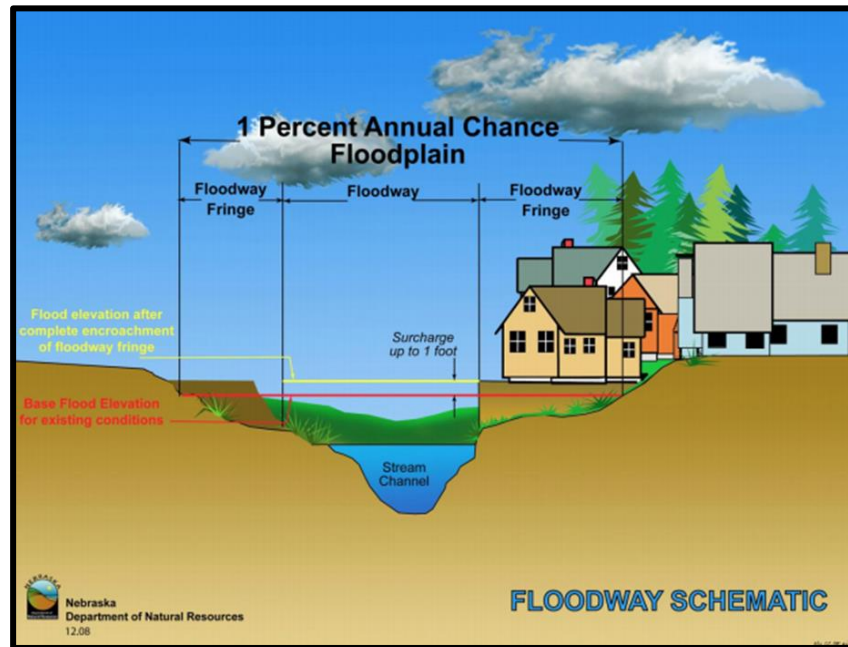 1 Percent Annual Chance
Floodplain
Floodway
Fringe
Floodway
Floodway
Fringe
Flood elevation after
complete encroachment
of floodway fringe
Surcharge
up to 1 foot
Base Flood Elevation
for existing conditions
Stream
Channel
NEBRASKA
Nebraska
Department of Natural Resources
12.08
FLOODWAY SCHEMATIC